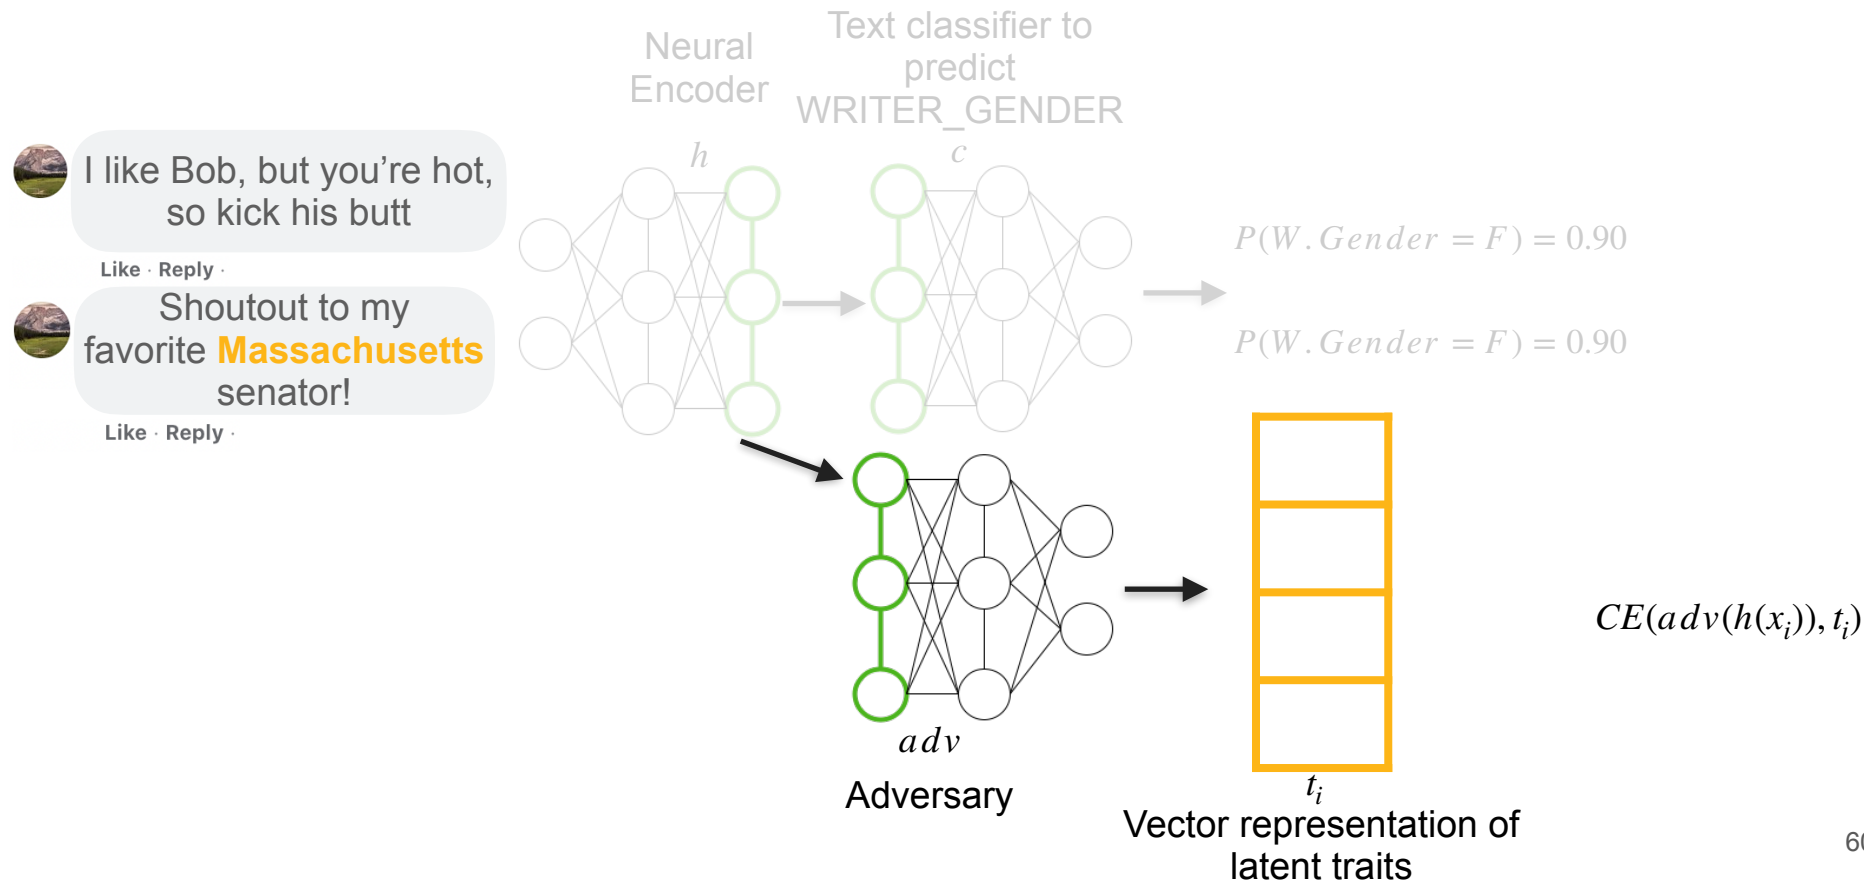 Neural
Encoder
Text classifier to
predict
WRITER_GENDER
h
c
I like Bob, but you’re hot,
so kick his butt
Like · Reply ·
Shoutout to my
favorite Massachusetts
senator!
Like · Reply ·
P(W.Gender = F) = 0.90
P(W.Gender = F) = 0.90
CE(adv(h(x_i)), t_i)
adv
Adversary
t_i
Vector representation of
latent traits